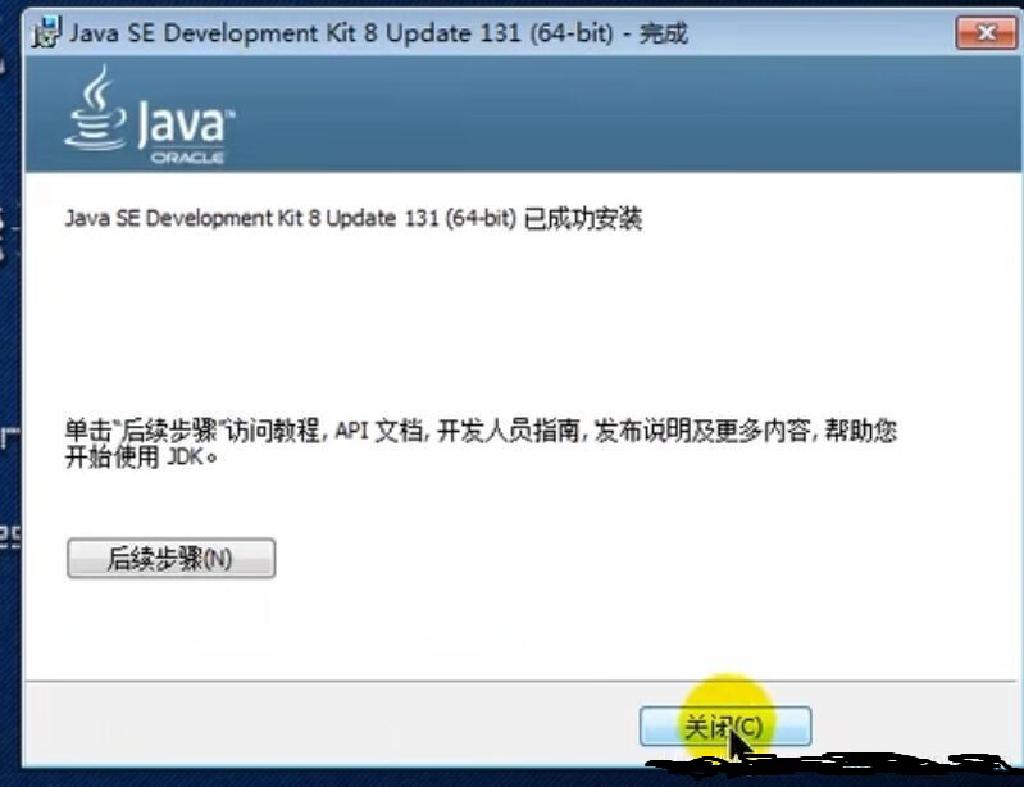 Java SE Development Kit 8 Update 131 (64-bit) - 完成
Java™
ORACLE
Java SE Development Kit 8 Update 131 (64-bit) 已成功安装
单击“后续步骤”访问教程, API 文档, 开发人员指南, 发布说明及更多内容, 帮助您
开始使用 JDK。
后续步骤(N)
关闭(C)